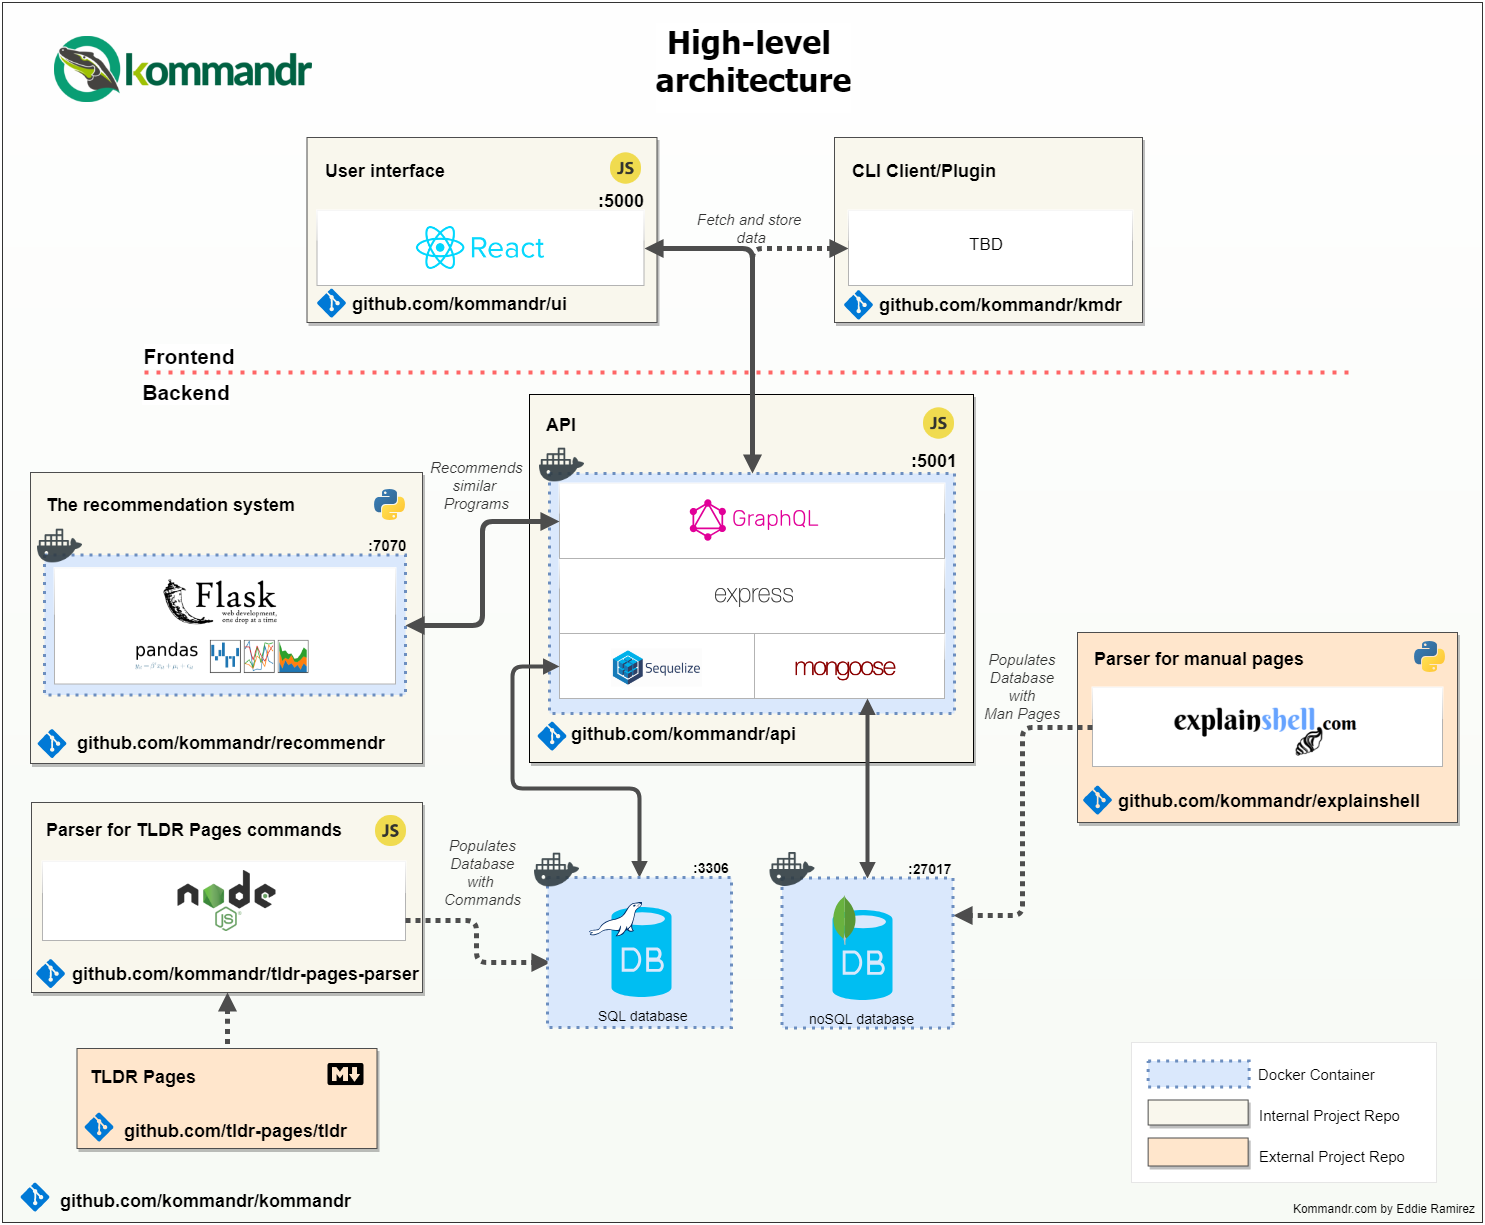 kommandr
High-level
architecture
User interface
JS
:5000
React
github.com/kommandr/ui
Fetch and store
data
CLI Client/Plugin
TBD
github.com/kommandr/kmdr
Frontend
Backend
API
JS
:5001
GraphQL
express
Sequelize
mongoose
github.com/kommandr/api
Recommends
similar
Programs
The recommendation system
:7070
Flask
web development,
one drop at a time
pandas
github.com/kommandr/recommendr
Populates
Database
with
Man Pages
Parser for manual pages
explainshell.com
github.com/kommandr/explainshell
Parser for TLDR Pages commands
JS
node
JS
github.com/kommandr/tldr-pages-parser
Populates
Database
with
Commands
:3306
DB
SQL database
:27017
DB
noSQL database
TLDR Pages
M
github.com/tldr-pages/tldr
Docker Container
Internal Project Repo
External Project Repo
github.com/kommandr/kommandr
Kommandr.com by Eddie Ramirez